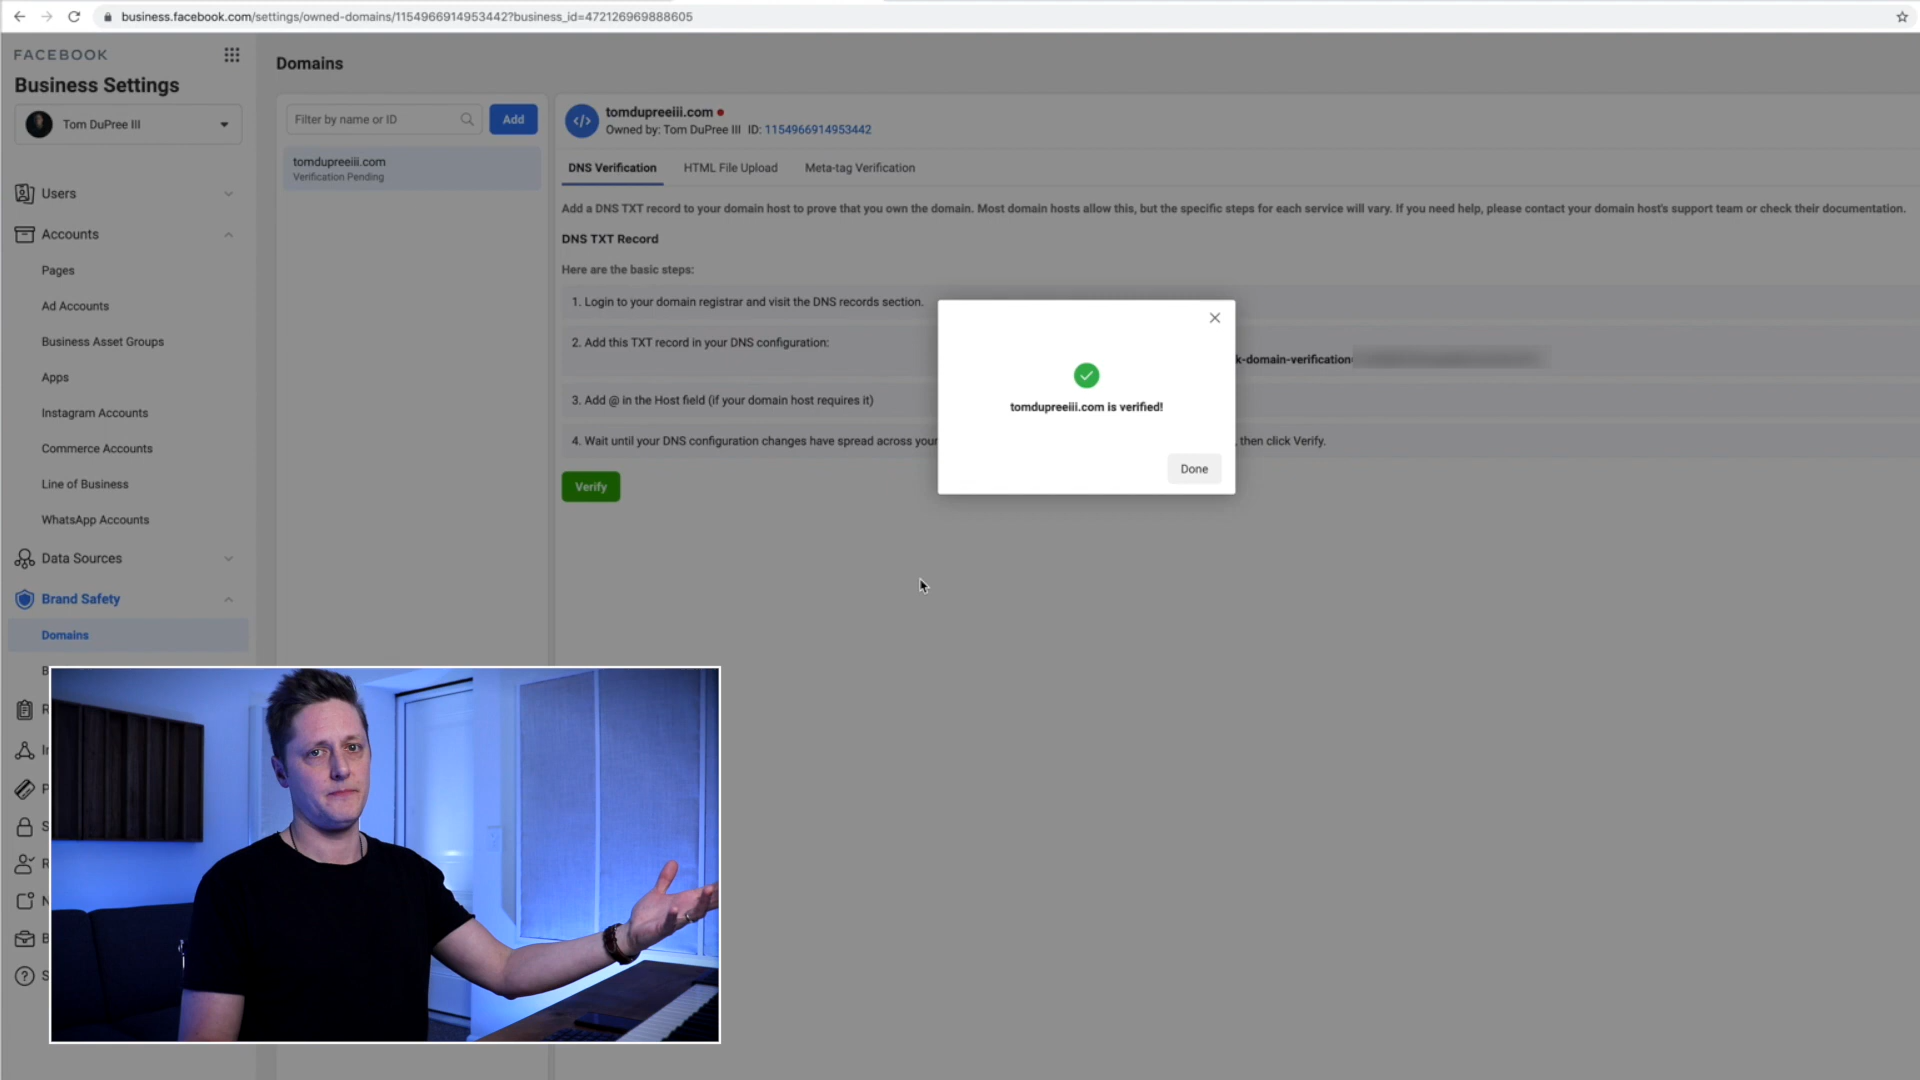 business.facebook.com/settings/owned-domains/1154966914953442?business_id=472126969888605
FACEBOOK
Business Settings
Tom DuPree III
Users
Accounts
Pages
Ad Accounts
Business Asset Groups
Apps
Instagram Accounts
Commerce Accounts
Line of Business
WhatsApp Accounts
Data Sources
Brand Safety
Domains
Domains
Filter by name or ID
Add
tomdupreeiii.com
Verification Pending
tomdupreeiii.com
Owned by: Tom DuPree III ID: 1154966914953442
DNS Verification HTML File Upload Meta-tag Verification
Add a DNS TXT record to your domain host to prove that you own the domain. Most domain hosts allow this, but the specific steps for each service will vary. If you need help, please contact your domain host's support team or check their documentation.
DNS TXT Record
Here are the basic steps:
1. Login to your domain registrar and visit the DNS records section.
2. Add this TXT record in your DNS configuration:
k-domain-verification
3. Add @ in the Host field (if your domain host requires it)
4. Wait until your DNS configuration changes have spread across your
, then click Verify.
Verify
tomdupreeiii.com is verified!
Done